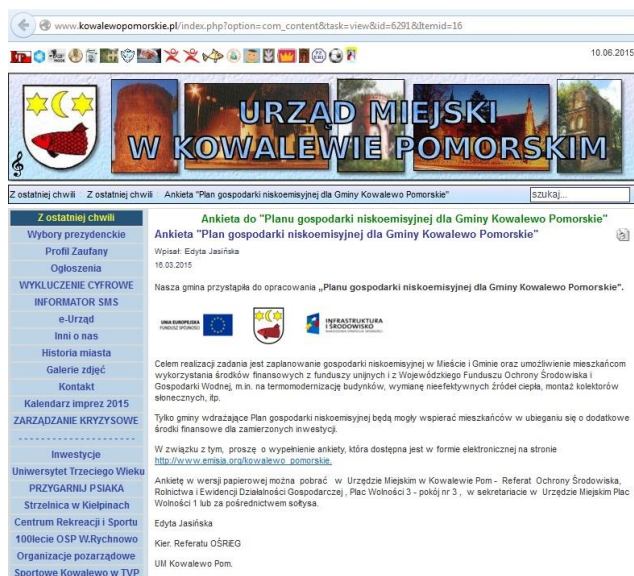 www.kowalewopomorskie.pl/index.php?option=com_content&task=view&id=6291&Itemid=16
10.06.2015
URZĄD MIEJSKI
W KOWALEWIE POMORSKIM
Z ostatniej chwili Z ostatniej chwili Ankieta "Plan gospodarki niskoemisyjnej dla Gminy Kowalewo Pomorskie"
szukaj...
Z ostatniej chwili
Wybory prezydenckie
Profil Zaufany
Ogłoszenia
WYKLUCZENIE CYFROWE
INFORMATOR SMS
e-Urząd
Inni o nas
Historia miasta
Galerie zdjęć
Kontakt
Kalendarz imprez 2015
ZARZĄDZANIE KRYZYSOWE
- - - - - - - - - - - - - - - - - - - - -
Inwestycje
Uniwersytet Trzeciego Wieku
PRZYGARNIJ PSIAKA
Strzelnica w Kiełpinach
Centrum Rekreacji i Sportu
100lecie OSP W.Rychnowo
Organizacje pozarządowe
Sportowe Kowalewo w TVP
Ankieta do "Planu gospodarki niskoemisyjnej dla Gminy Kowalewo Pomorskie"
Ankieta "Plan gospodarki niskoemisyjnej dla Gminy Kowalewo Pomorskie"
Wpisał: Edyta Jasińska
16.03.2015
Nasza gmina przystąpiła do opracowania „Planu gospodarki niskoemisyjnej dla Gminy Kowalewo Pomorskie".
UNIA EUROPEJSKA
FUNDUSZ SPÓJNOŚCI
INFRASTRUKTURA
I ŚRODOWISKO
NARODOWA STRATEGIA SPÓJNOŚCI
Celem realizacji zadania jest zaplanowanie gospodarki niskoemisyjnej w Mieście i Gminie oraz umożliwienie mieszkańcom
wykorzystania środków finansowych z funduszy unijnych i z Wojewódzkiego Funduszu Ochrony Środowiska i
Gospodarki Wodnej, m.in. na termomodernizację budynków, wymianę nieefektywnych źródeł ciepła, montaż kolektorów
słonecznych, itp.
Tylko gminy wdrażające Plan gospodarki niskoemisyjnej będą mogły wspierać mieszkańców w ubieganiu się o dodatkowe
środki finansowe dla zamierzonych inwestycji.
W związku z tym, proszę o wypełnienie ankiety, która dostępna jest w formie elektronicznej na stronie
http://www.emisja.org/kowalewo_pomorskie.
Ankietę w wersji papierowej można pobrać w Urzędzie Miejskim w Kowalewie Pom - Referat Ochrony Środowiska,
Rolnictwa i Ewidencji Działalności Gospodarczej , Plac Wolności 3 - pokój nr 3 , w sekretariacie w Urzędzie Miejskim Plac
Wolności 1 lub za pośrednictwem sołtysa.
Edyta Jasińska
Kier. Referatu OŚRiEG
UM Kowalewo Pom.